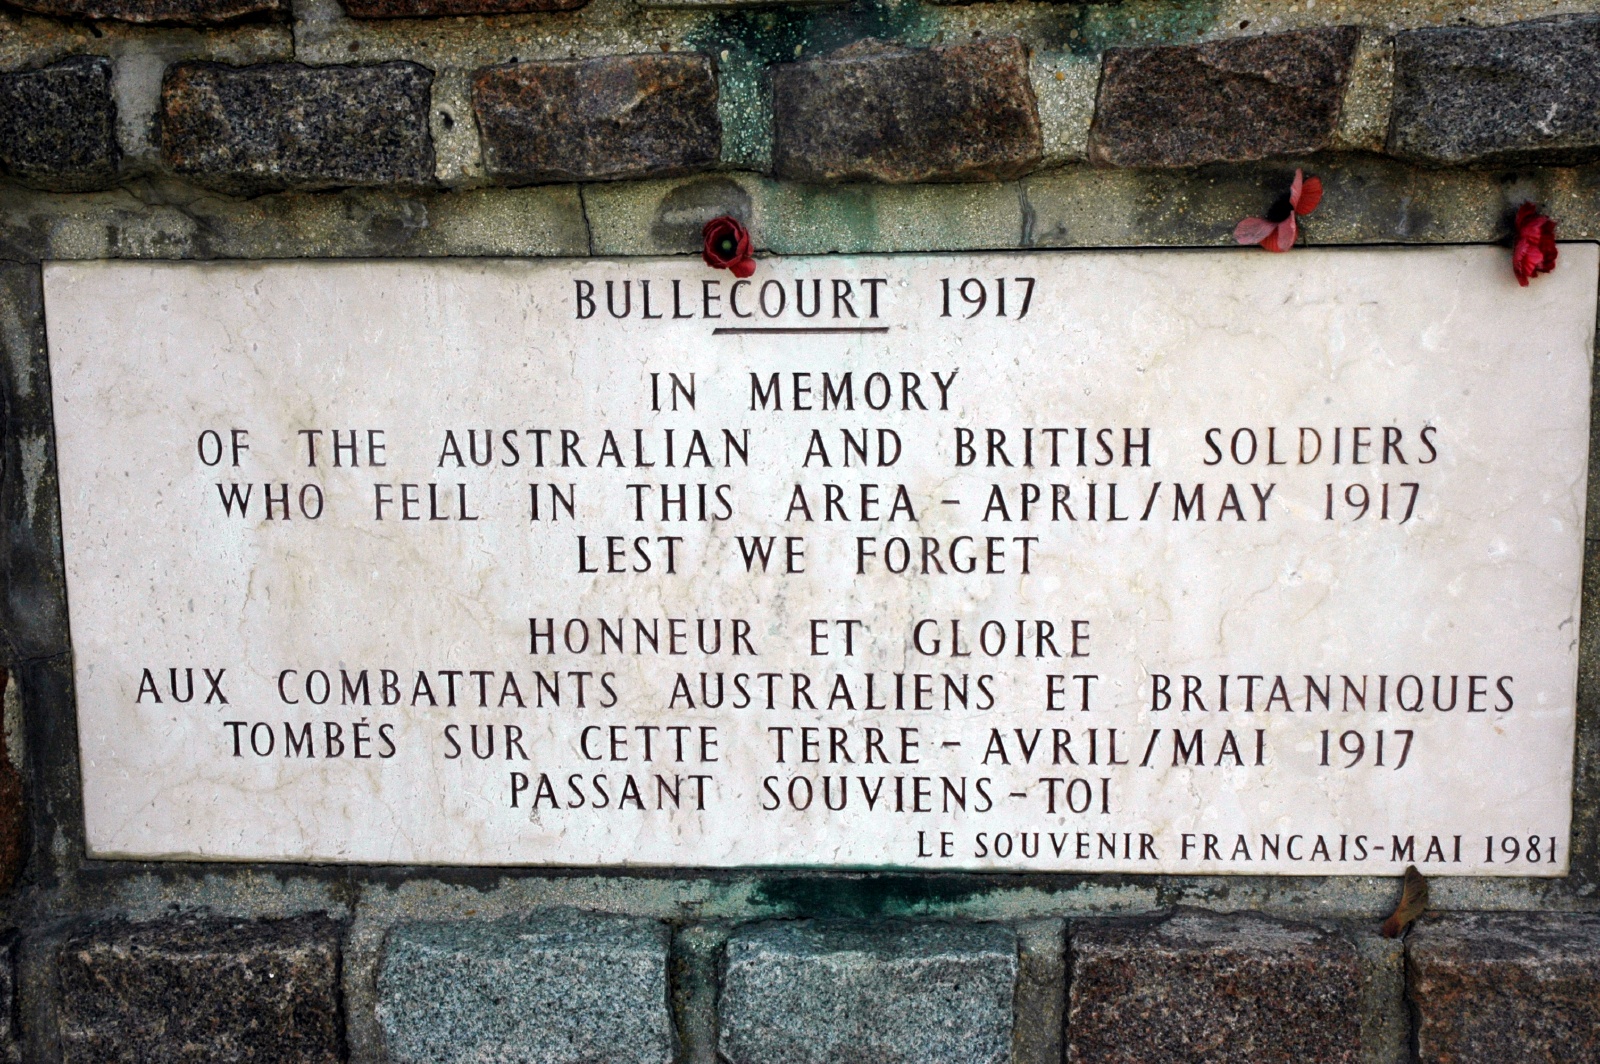 BULLECOURT 1917
IN MEMORY
OF THE AUSTRALIAN AND BRITISH SOLDIERS
WHO FELL IN THIS AREA - APRIL/MAY 1917
LEST WE FORGET
HONNEUR ET GLOIRE
AUX COMBATTANTS AUSTRALIENS ET BRITANNIQUES
TOMBÉS SUR CETTE TERRE - AVRIL/MAI 1917
PASSANT SOUVIENS-TOI
LE SOUVENIR FRANCAIS-MAI 1981